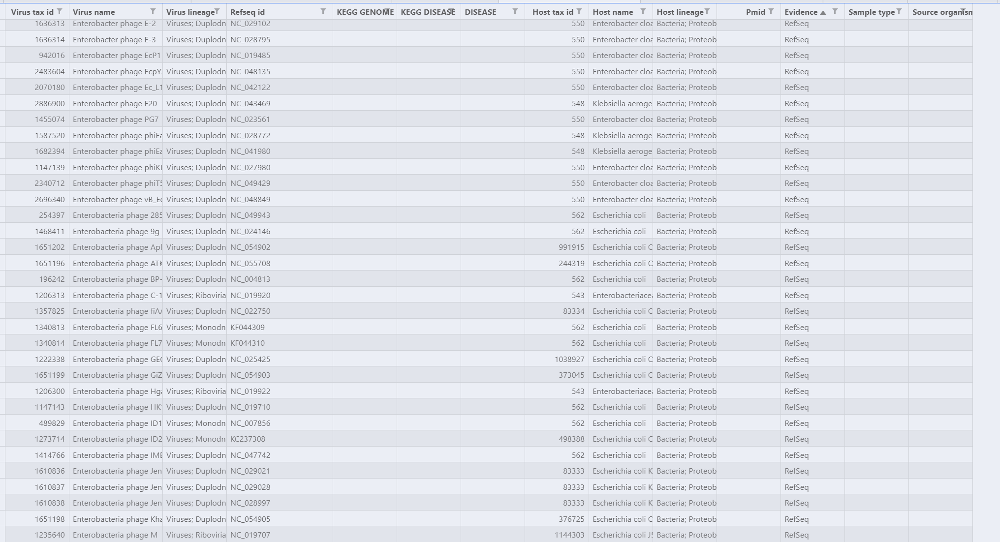 Virus tax id Virus name Virus lineage Refseq id KEGG GENOME KEGG DISEASE DISEASE Host tax id Host name Host lineage Pmid Evidence Sample type Source organism
1636313 Enterobacter phage E-2 Viruses; Duplodn NC_029102 550 Enterobacter cloa Bacteria; Proteob RefSeq
1636314 Enterobacter phage E-3 Viruses; Duplodn NC_028795 550 Enterobacter cloa Bacteria; Proteob RefSeq
942016 Enterobacter phage EcP1 Viruses; Duplodn NC_019485 550 Enterobacter cloa Bacteria; Proteob RefSeq
2483604 Enterobacter phage EcpY Viruses; Duplodn NC_048135 550 Enterobacter cloa Bacteria; Proteob RefSeq
2070180 Enterobacter phage Ec_L1 Viruses; Duplodn NC_042122 550 Enterobacter cloa Bacteria; Proteob RefSeq
2886900 Enterobacter phage F20 Viruses; Duplodn NC_043469 548 Klebsiella aeroge Bacteria; Proteob RefSeq
1455074 Enterobacter phage PG7 Viruses; Duplodn NC_023561 550 Enterobacter cloa Bacteria; Proteob RefSeq
1587520 Enterobacter phage phiEa Viruses; Duplodn NC_028772 548 Klebsiella aeroge Bacteria; Proteob RefSeq
1682394 Enterobacter phage phiEa Viruses; Duplodn NC_041980 548 Klebsiella aeroge Bacteria; Proteob RefSeq
1147139 Enterobacter phage phiKI Viruses; Duplodn NC_027980 550 Enterobacter cloa Bacteria; Proteob RefSeq
2340712 Enterobacter phage phiT5 Viruses; Duplodn NC_049429 550 Enterobacter cloa Bacteria; Proteob RefSeq
2696340 Enterobacter phage vB_Ec Viruses; Duplodn NC_048849 550 Enterobacter cloa Bacteria; Proteob RefSeq
254397 Enterobacteria phage 285 Viruses; Duplodn NC_049943 562 Escherichia coli Bacteria; Proteob RefSeq
1468411 Enterobacteria phage 9g Viruses; Duplodn NC_024146 562 Escherichia coli Bacteria; Proteob RefSeq
1651202 Enterobacteria phage Apl Viruses; Duplodn NC_054902 991915 Escherichia coli O Bacteria; Proteob RefSeq
1651196 Enterobacteria phage ATK Viruses; Duplodn NC_055708 244319 Escherichia coli O Bacteria; Proteob RefSeq
196242 Enterobacteria phage BP- Viruses; Duplodn NC_004813 562 Escherichia coli Bacteria; Proteob RefSeq
1206313 Enterobacteria phage C-1 Viruses; Riboviria NC_019920 543 Enterobacteriacea Bacteria; Proteob RefSeq
1357825 Enterobacteria phage fiAA Viruses; Duplodn NC_022750 83334 Escherichia coli O Bacteria; Proteob RefSeq
1340813 Enterobacteria phage FL6 Viruses; Monodn KF044309 562 Escherichia coli Bacteria; Proteob RefSeq
1340814 Enterobacteria phage FL7 Viruses; Monodn KF044310 562 Escherichia coli Bacteria; Proteob RefSeq
1222338 Enterobacteria phage GEC Viruses; Duplodn NC_025425 1038927 Escherichia coli O Bacteria; Proteob RefSeq
1651199 Enterobacteria phage GiZ Viruses; Duplodn NC_054903 373045 Escherichia coli O Bacteria; Proteob RefSeq
1206300 Enterobacteria phage Hga Viruses; Riboviria NC_019922 543 Enterobacteriacea Bacteria; Proteob RefSeq
1147143 Enterobacteria phage HK Viruses; Duplodn NC_019710 562 Escherichia coli Bacteria; Proteob RefSeq
489829 Enterobacteria phage ID1 Viruses; Monodn NC_007856 562 Escherichia coli Bacteria; Proteob RefSeq
1273714 Enterobacteria phage ID2 Viruses; Monodn KC237308 498388 Escherichia coli O Bacteria; Proteob RefSeq
1414766 Enterobacteria phage IME Viruses; Duplodn NC_047742 562 Escherichia coli Bacteria; Proteob RefSeq
1610836 Enterobacteria phage Jen Viruses; Duplodn NC_029021 83333 Escherichia coli K Bacteria; Proteob RefSeq
1610837 Enterobacteria phage Jen Viruses; Duplodn NC_029028 83333 Escherichia coli K Bacteria; Proteob RefSeq
1610838 Enterobacteria phage Jen Viruses; Duplodn NC_028997 83333 Escherichia coli K Bacteria; Proteob RefSeq
1651198 Enterobacteria phage Kha Viruses; Duplodn NC_054905 376725 Escherichia coli O Bacteria; Proteob RefSeq
1235640 Enterobacteria phage M Viruses; Riboviria NC_019707 1144303 Escherichia coli J5 Bacteria; Proteob RefSeq